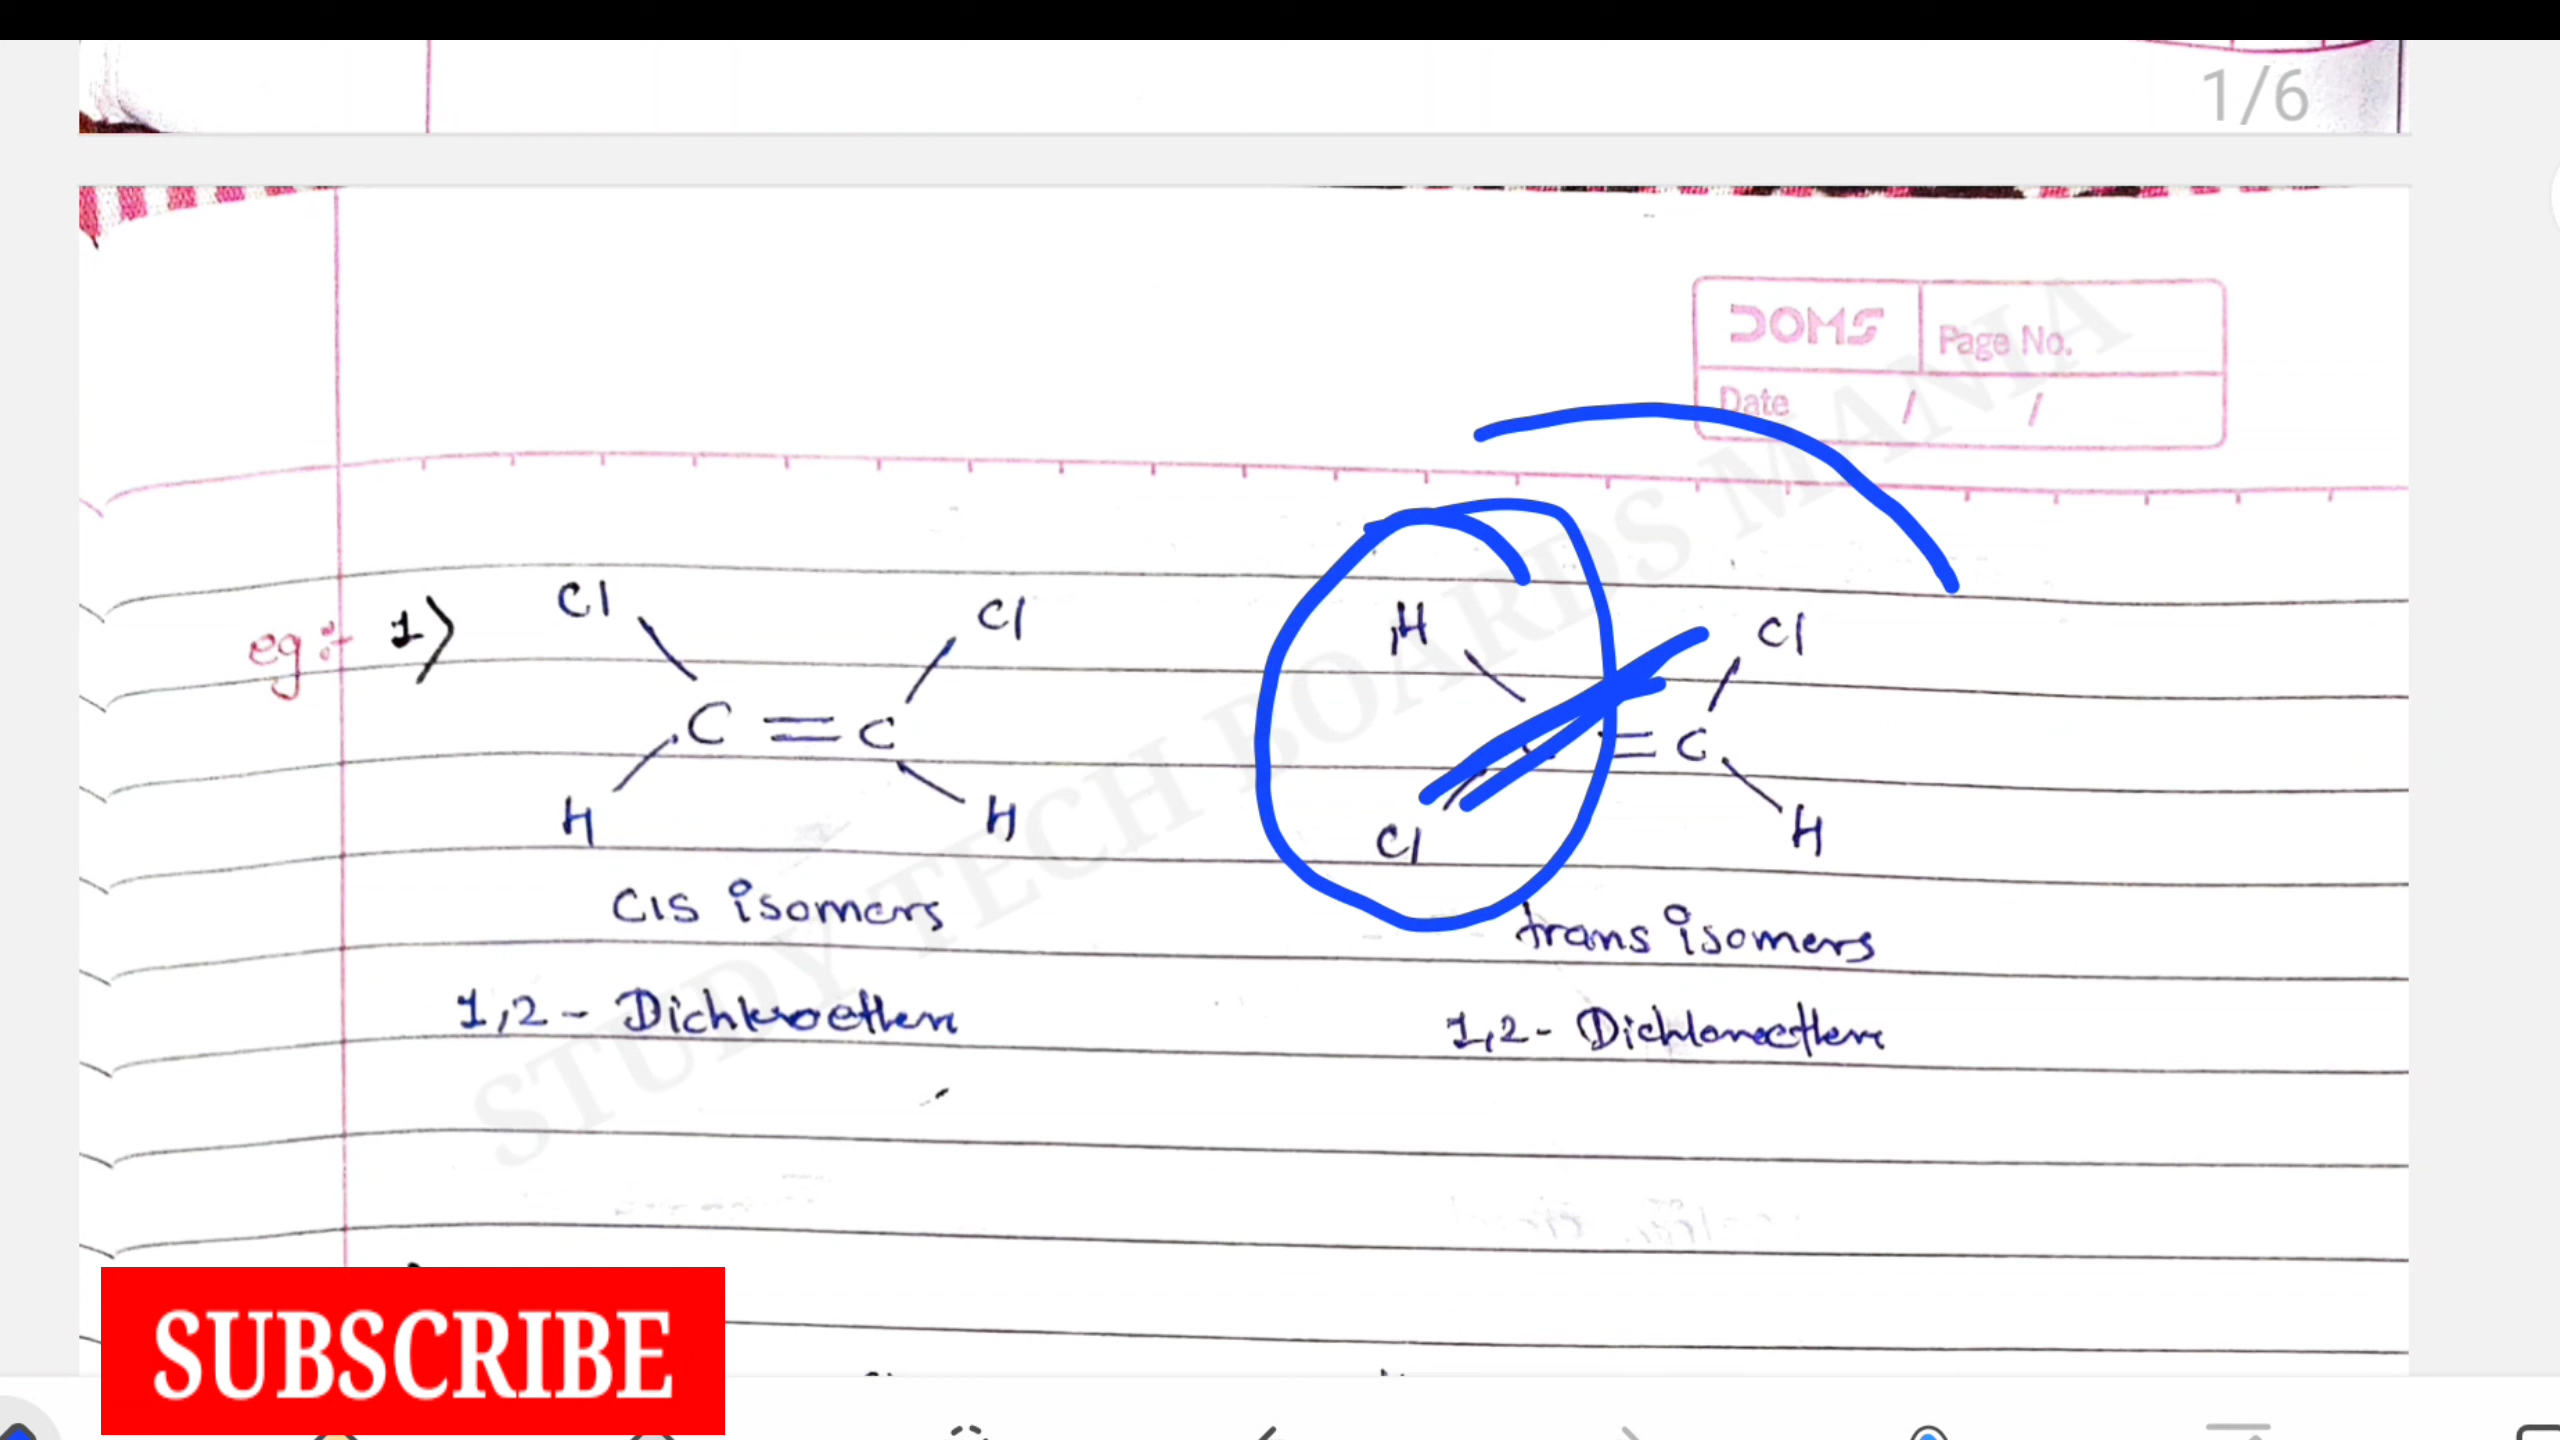 1/6
DOMS
Page No.
Date / /
STUDY TECH BOARDS MANIA
eg:- 1)
Cl Cl
C = C
H H
H Cl
= C
Cl H
cis isomers
trans isomers
1,2- Dichloroethene
1,2- Dichloroethene
SUBSCRIBE